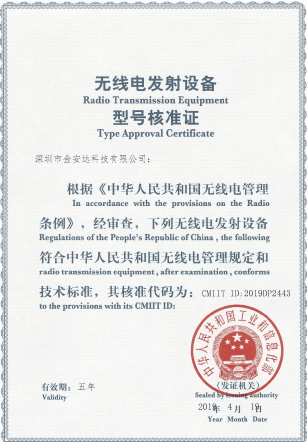 无线电发射设备
Radio Transmission Equipment
型号核准证
Type Approval Certificate
深圳市金安达科技有限公司：
根据《中华人民共和国无线电管理
In accordance with the provisions on the Radio
条例》，经审查，下列无线电发射设备
Regulations of the People's Republic of China , the following
符合中华人民共和国无线电管理规定和
radio transmission equipment , after examination , conforms
技术标准，其核准代码为：CMIIT ID:2019DP2443
to the provisions with its CMIIT ID:
中华人民共和国工业和信息化部
(发证机关)
有效期：五年
Sealed by issuing authority
Validity
2019 年 4 月 19 日
Year Month Date